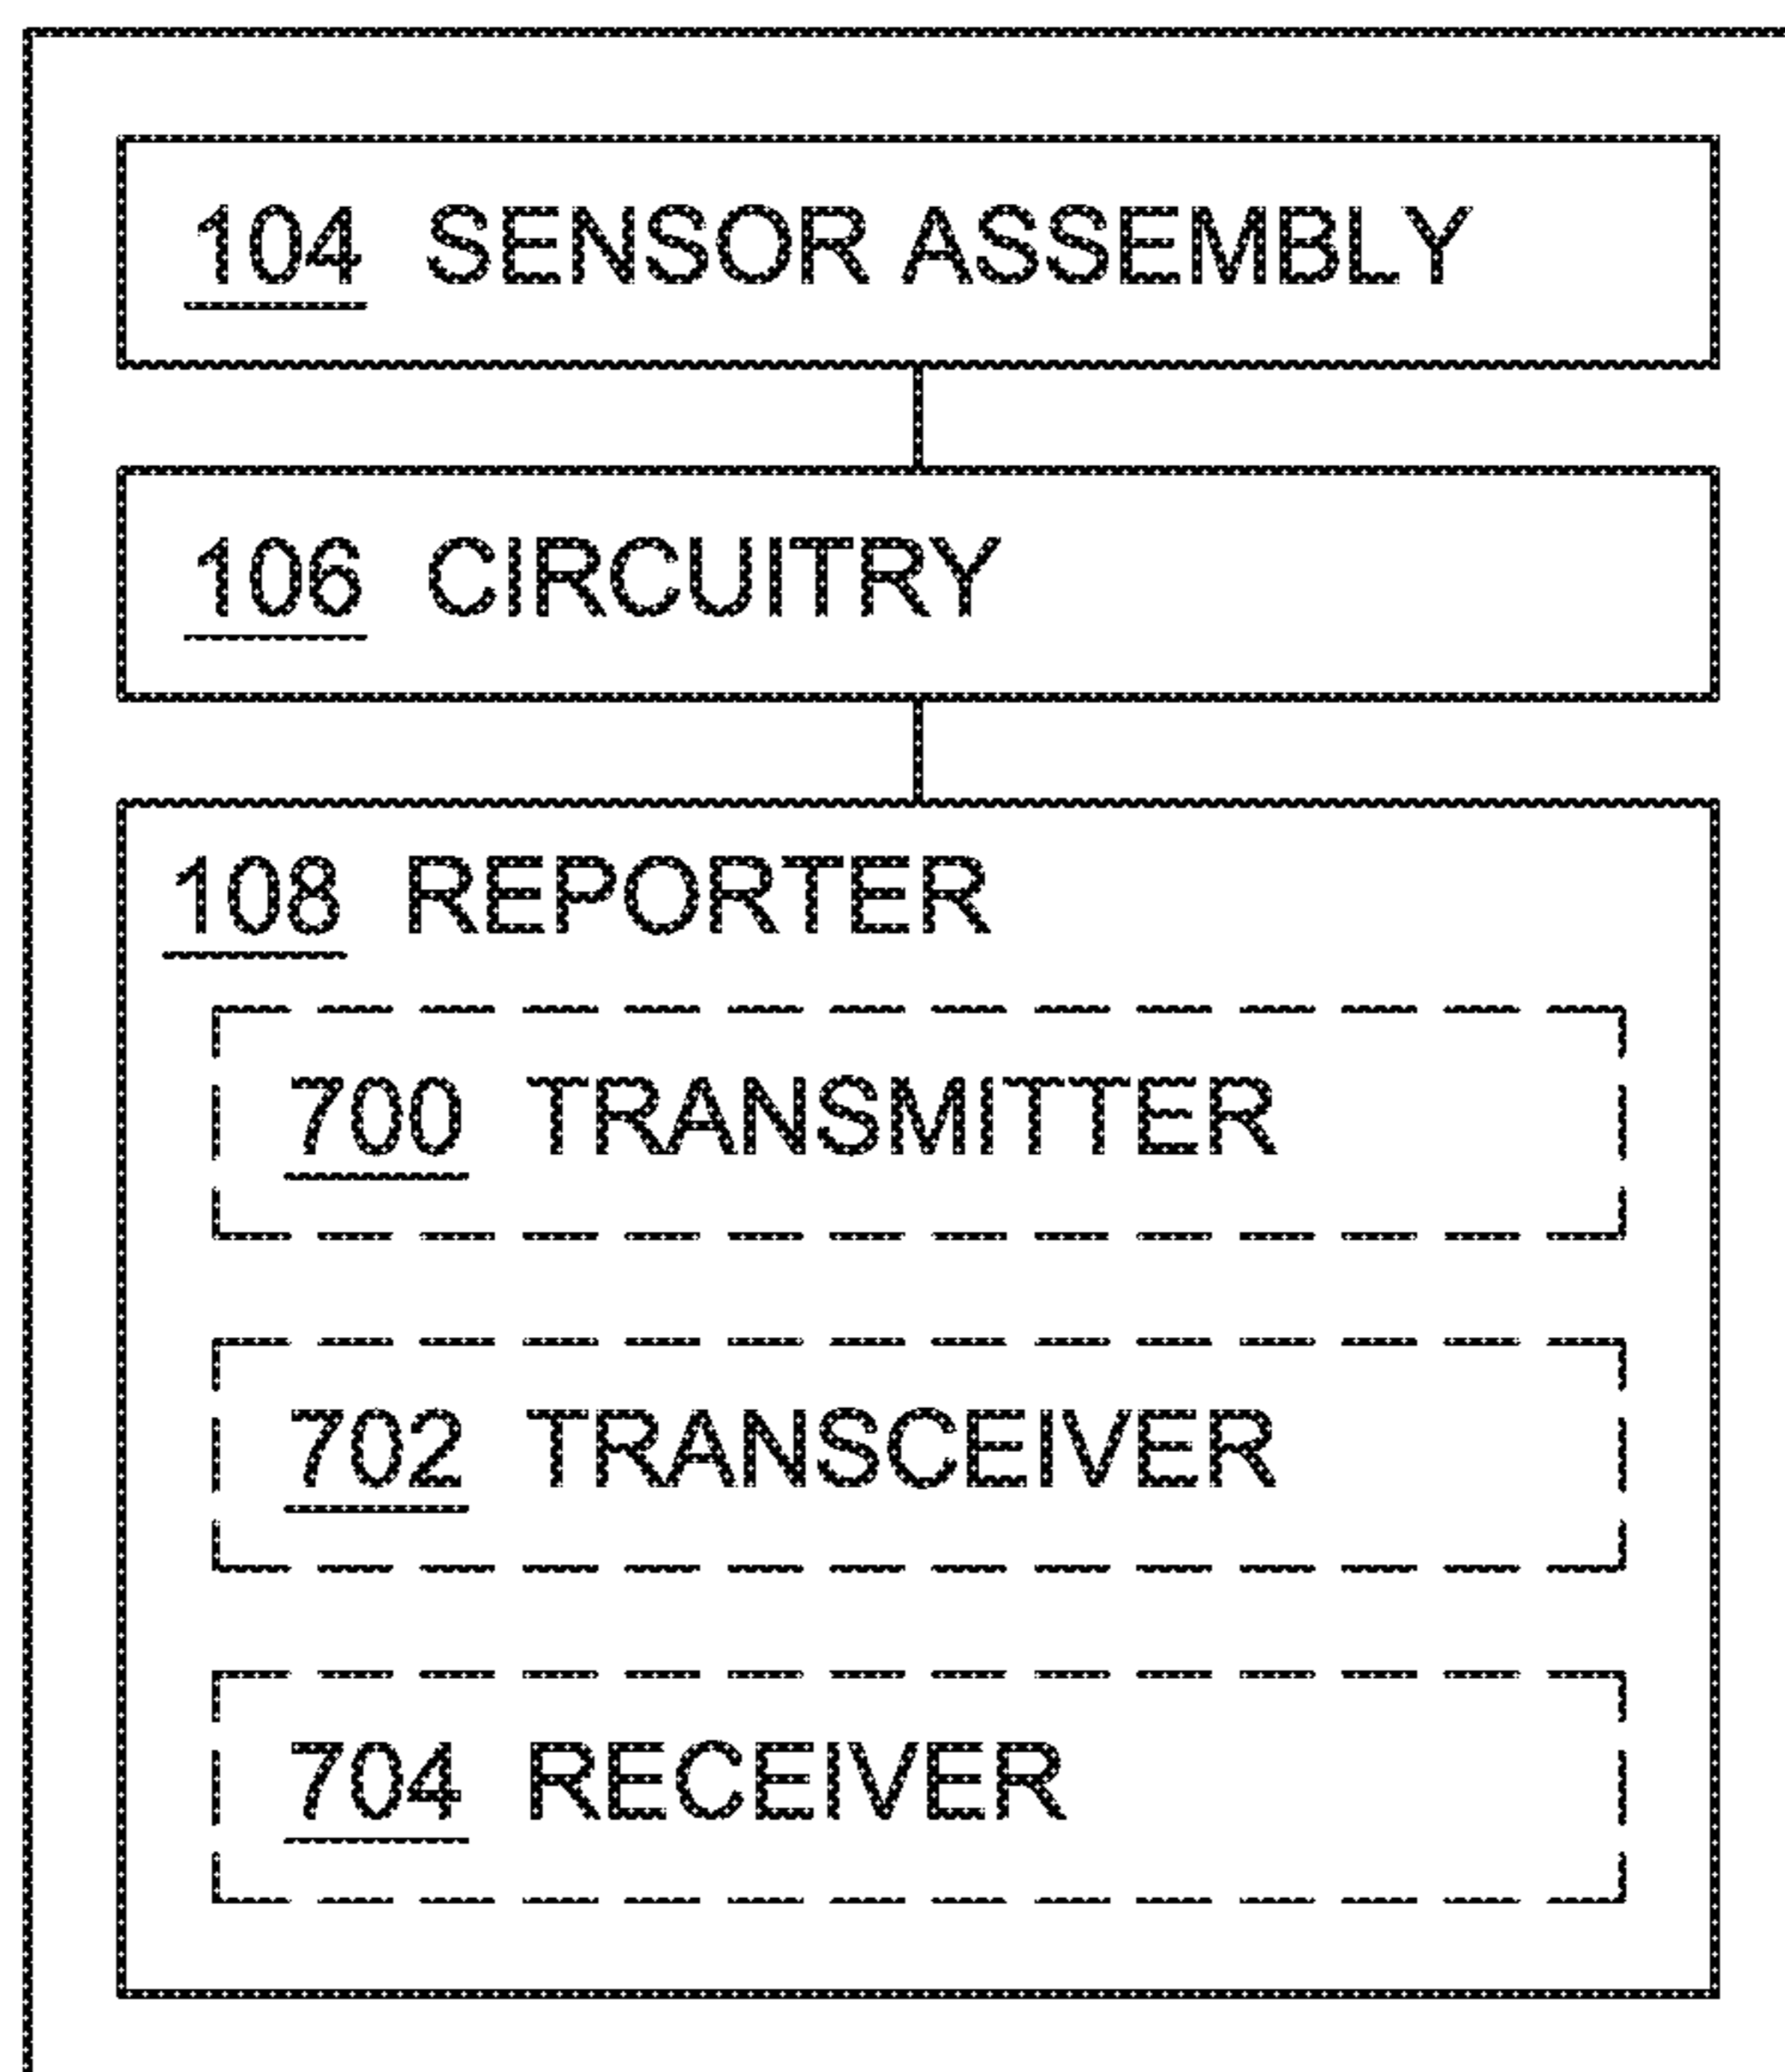 104 SENSOR ASSEMBLY
106 CIRCUITRY
108 REPORTER
700 TRANSMITTER
702 TRANSCEIVER
704 RECEIVER